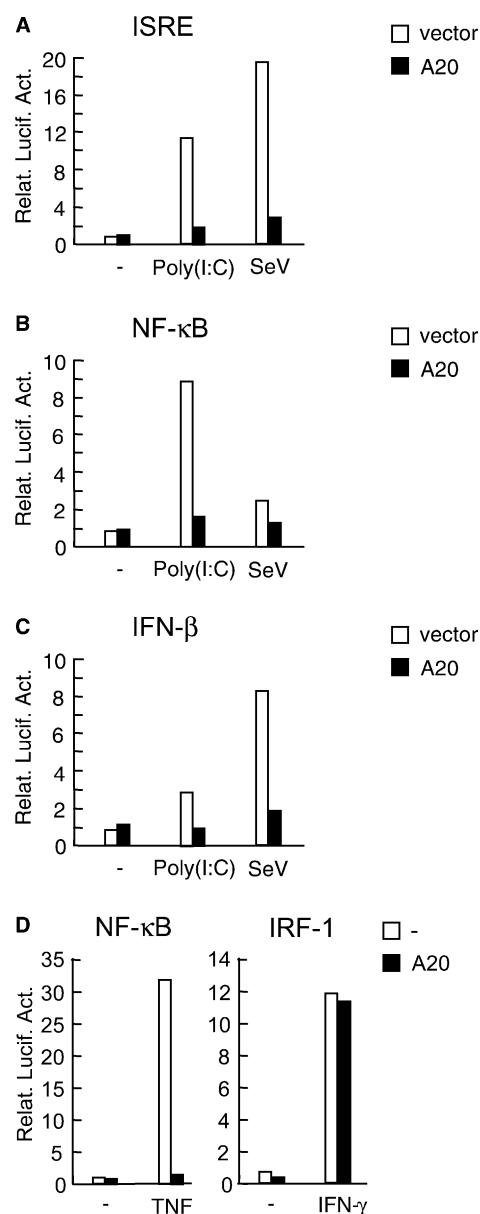 A ISRE
vector
A20
Relat. Lucif. Act.
20
16
12
8
4
0
- Poly(I:C) SeV
B NF-κB
vector
A20
Relat. Lucif. Act.
10
8
6
4
2
0
- Poly(I:C) SeV
C IFN-β
vector
A20
Relat. Lucif. Act.
10
8
6
4
2
0
- Poly(I:C) SeV
D NF-κB IRF-1
-
A20
Relat. Lucif. Act.
35
30
25
20
15
10
5
0
- TNF
14
12
10
8
6
4
2
0
- IFN-γ